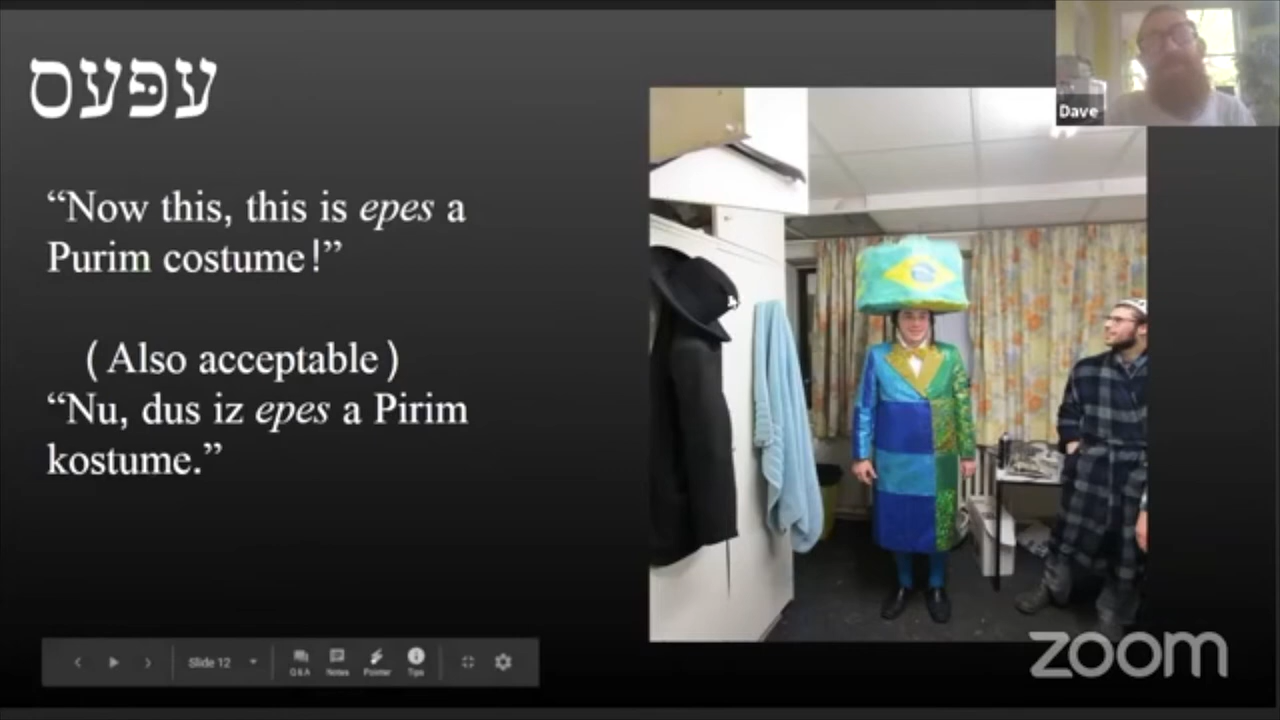 עפּעס
“Now this, this is epes a
Purim costume!”
(Also acceptable)
“Nu, dus iz epes a Pirim
kostume.”
Dave
Slide 12
Q&A
Notes
Pointer
Tips
zoom